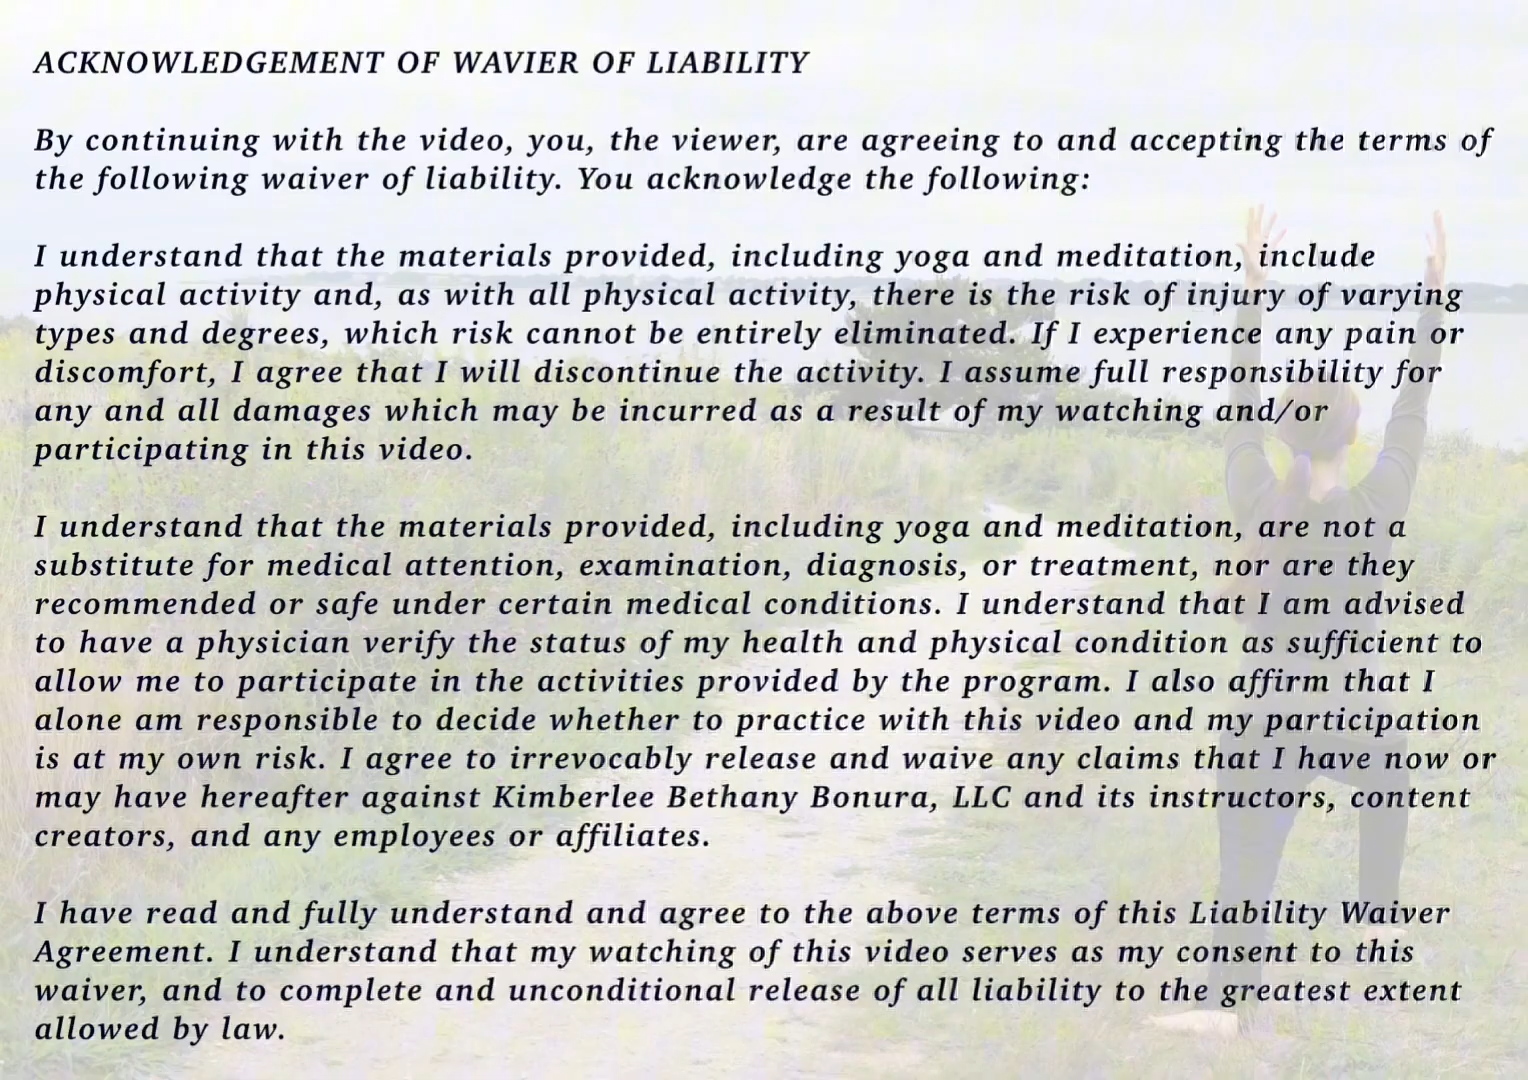 ACKNOWLEDGEMENT OF WAVIER OF LIABILITY
By continuing with the video, you, the viewer, are agreeing to and accepting the terms of
the following waiver of liability. You acknowledge the following:
I understand that the materials provided, including yoga and meditation, include
physical activity and, as with all physical activity, there is the risk of injury of varying
types and degrees, which risk cannot be entirely eliminated. If I experience any pain or
discomfort, I agree that I will discontinue the activity. I assume full responsibility for
any and all damages which may be incurred as a result of my watching and/or
participating in this video.
I understand that the materials provided, including yoga and meditation, are not a
substitute for medical attention, examination, diagnosis, or treatment, nor are they
recommended or safe under certain medical conditions. I understand that I am advised
to have a physician verify the status of my health and physical condition as sufficient to
allow me to participate in the activities provided by the program. I also affirm that I
alone am responsible to decide whether to practice with this video and my participation
is at my own risk. I agree to irrevocably release and waive any claims that I have now or
may have hereafter against Kimberlee Bethany Bonura, LLC and its instructors, content
creators, and any employees or affiliates.
I have read and fully understand and agree to the above terms of this Liability Waiver
Agreement. I understand that my watching of this video serves as my consent to this
waiver, and to complete and unconditional release of all liability to the greatest extent
allowed by law.